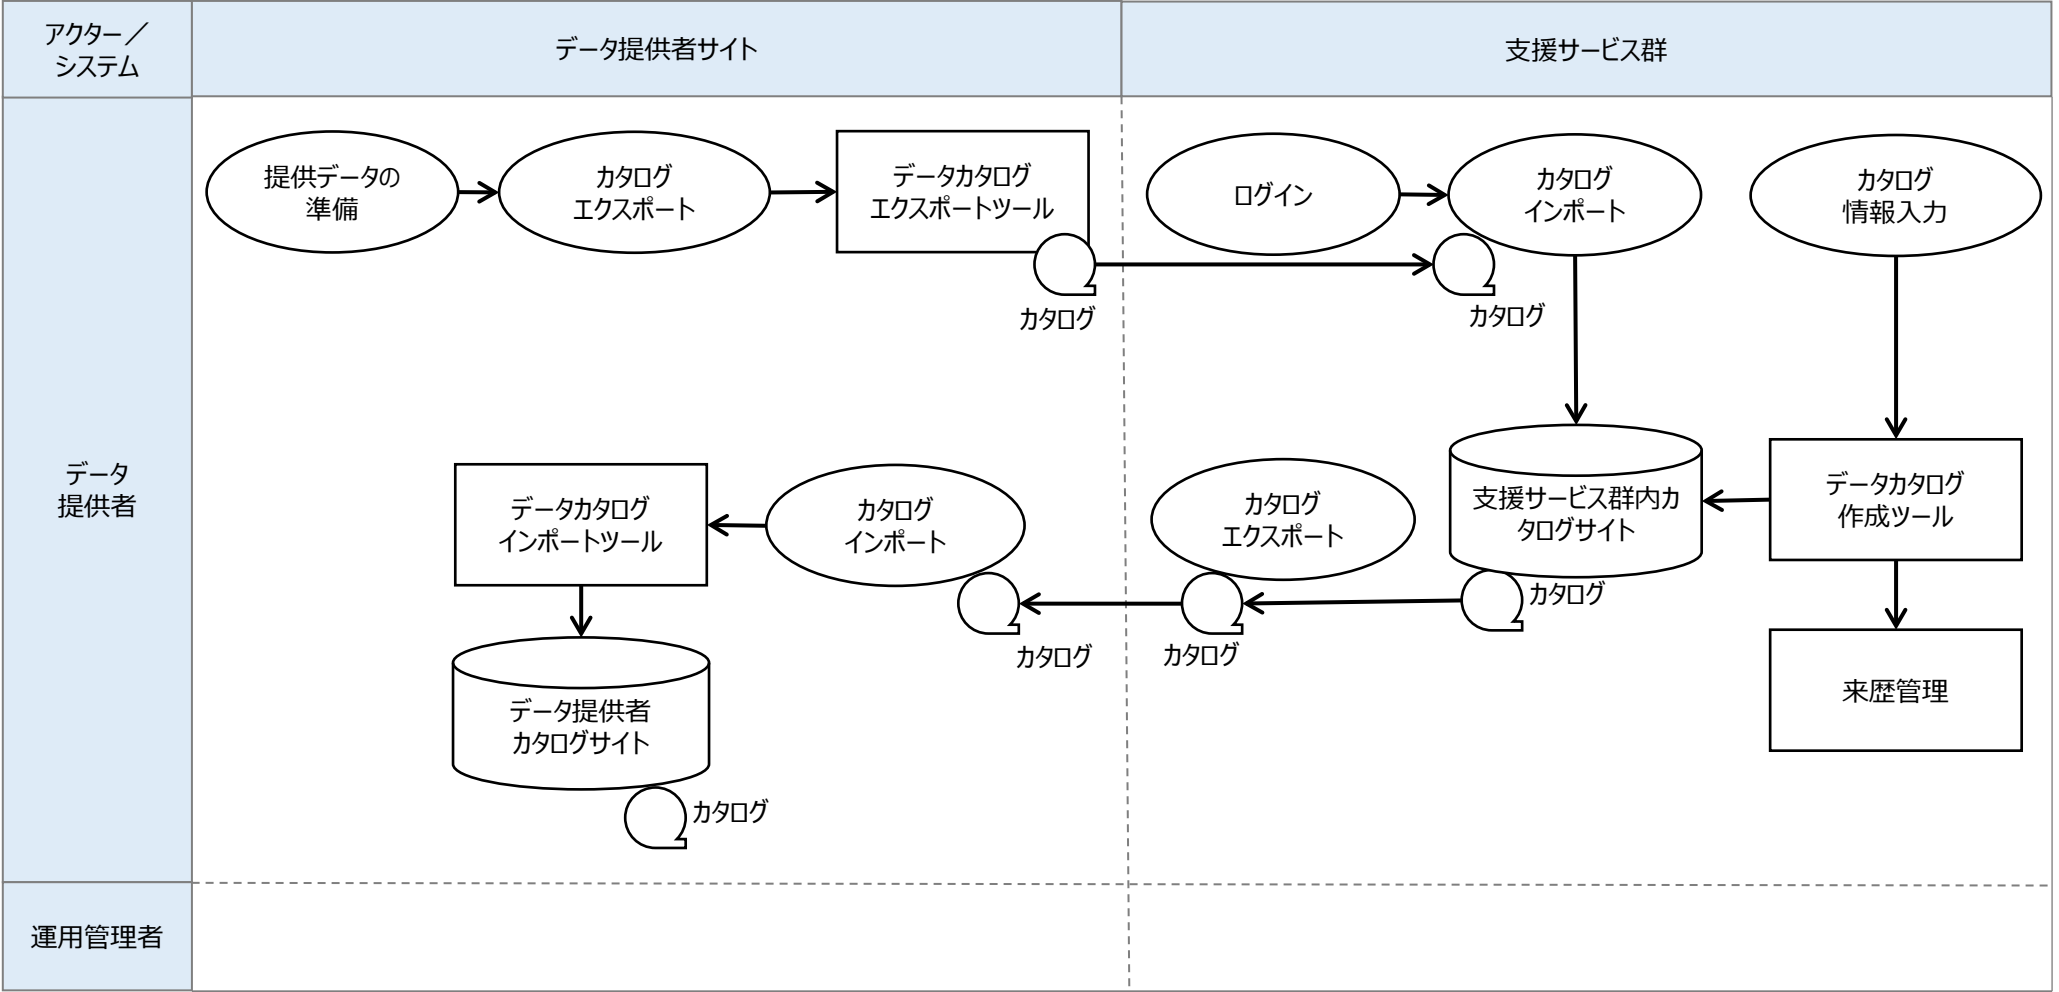 アクター／
システム
データ提供者サイト
支援サービス群
データ
提供者
提供データの
準備
カタログ
エクスポート
データカタログ
エクスポートツール
カタログ
ログイン
カタログ
インポート
カタログ
カタログ
情報入力
データカタログ
インポートツール
カタログ
インポート
カタログ
カタログ
エクスポート
カタログ
支援サービス群内カ
タログサイト
カタログ
データカタログ
作成ツール
来歴管理
データ提供者
カタログサイト
カタログ
運用管理者